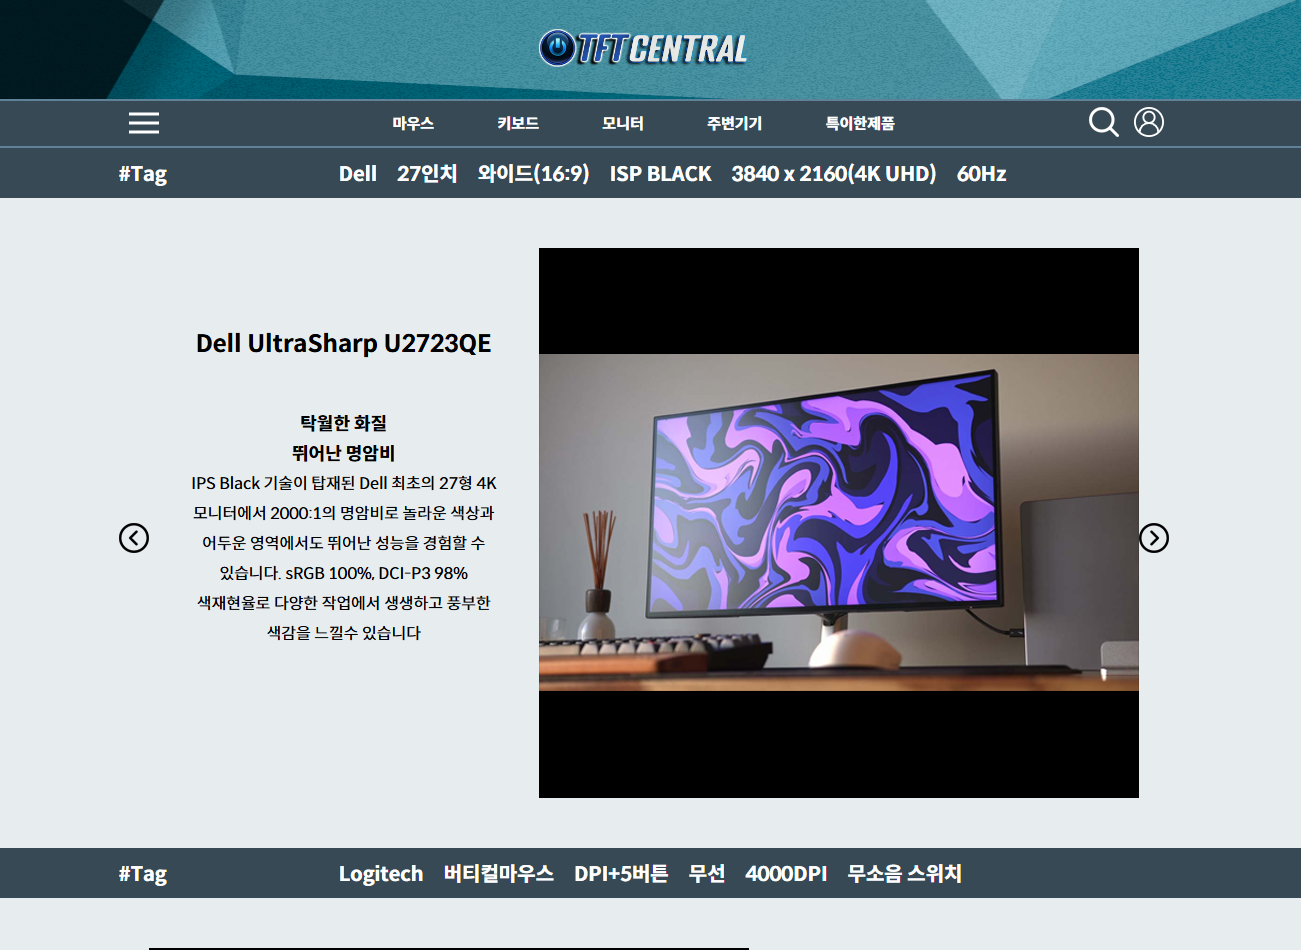 TFTCENTRAL
마우스 키보드 모니터 주변기기 특이한제품
#Tag Dell 27인치 와이드(16:9) ISP BLACK 3840 x 2160(4K UHD) 60Hz
Dell UltraSharp U2723QE
탁월한 화질
뛰어난 명암비
IPS Black 기술이 탑재된 Dell 최초의 27형 4K
모니터에서 2000:1의 명암비로 놀라운 색상과
어두운 영역에서도 뛰어난 성능을 경험할 수
있습니다. sRGB 100%, DCI-P3 98%
색재현율로 다양한 작업에서 생생하고 풍부한
색감을 느낄수 있습니다
#Tag Logitech 버티컬마우스 DPI+5버튼 무선 4000DPI 무소음 스위치